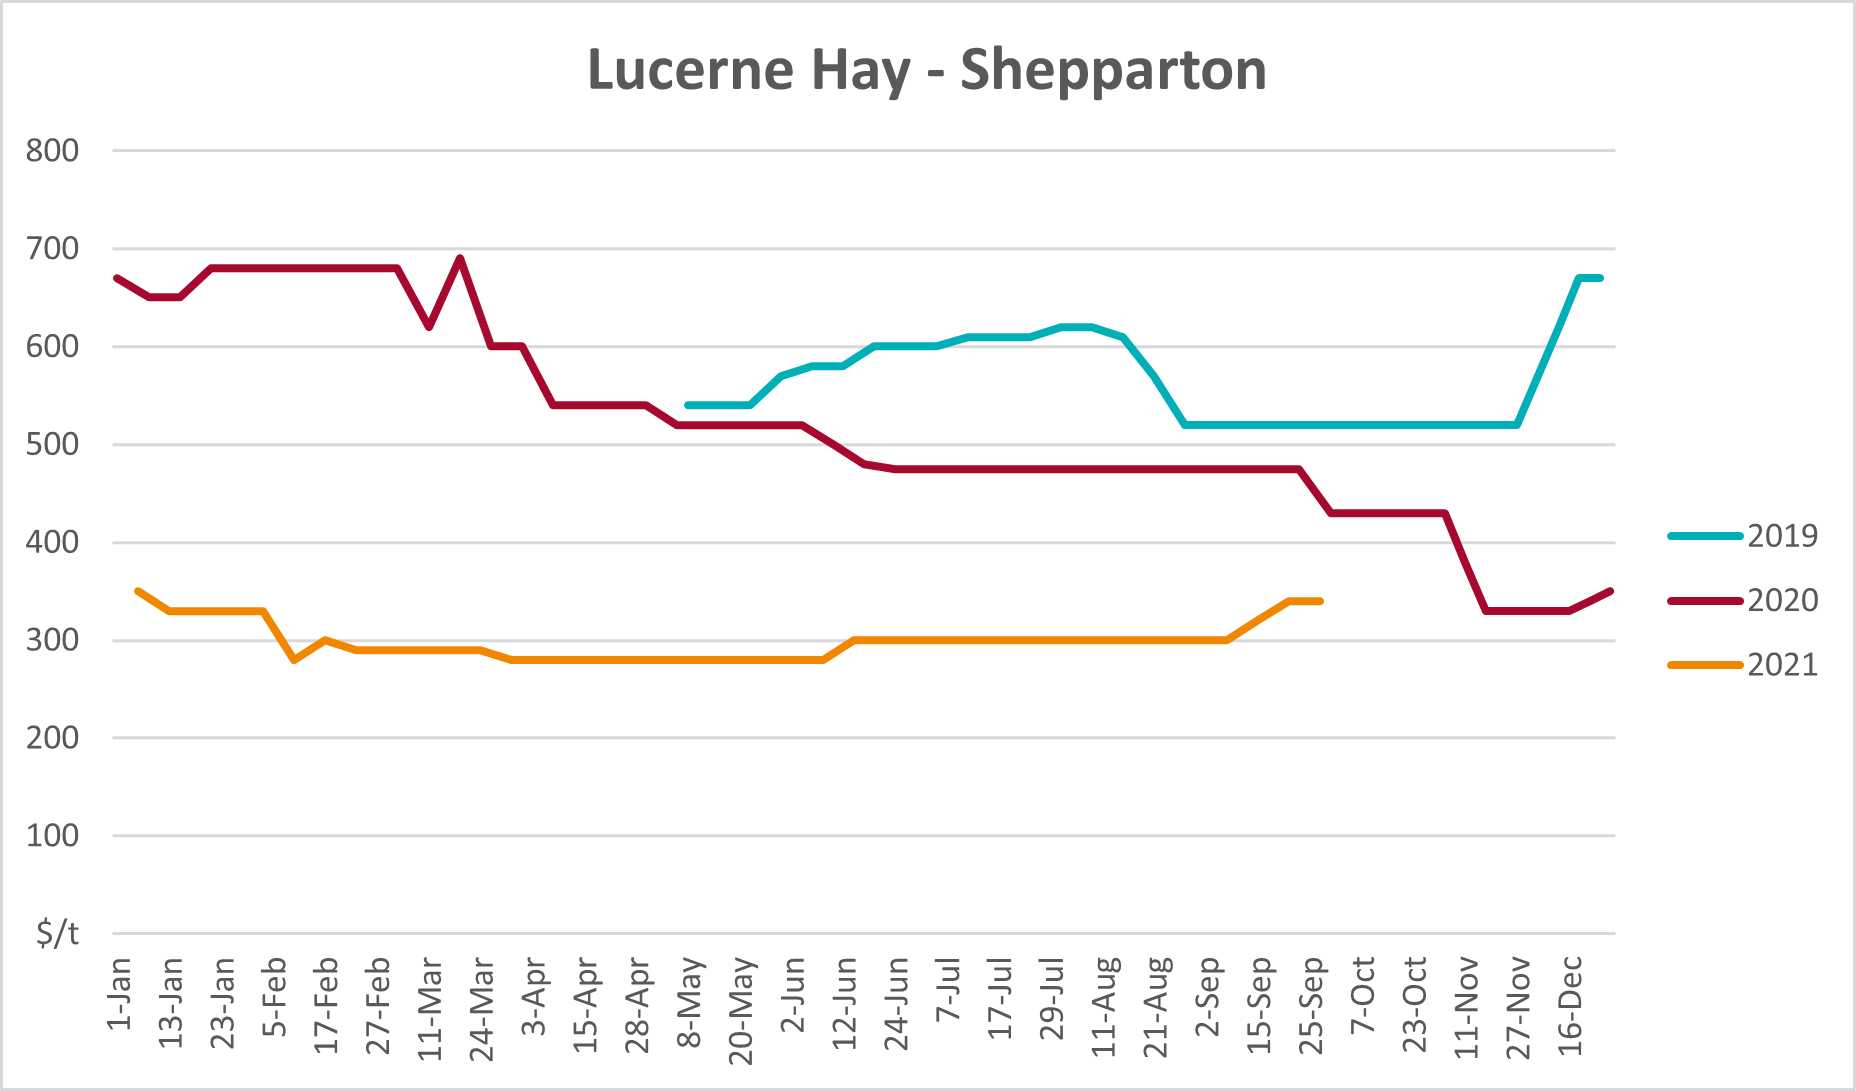 Lucerne Hay - Shepparton
800
700
600
500
400
300
200
100
$/t
1-Jan
13-Jan
23-Jan
5-Feb
17-Feb
27-Feb
11-Mar
24-Mar
3-Apr
15-Apr
28-Apr
8-May
20-May
2-Jun
12-Jun
24-Jun
7-Jul
17-Jul
29-Jul
11-Aug
21-Aug
2-Sep
15-Sep
25-Sep
7-Oct
23-Oct
11-Nov
27-Nov
16-Dec
2019
2020
2021